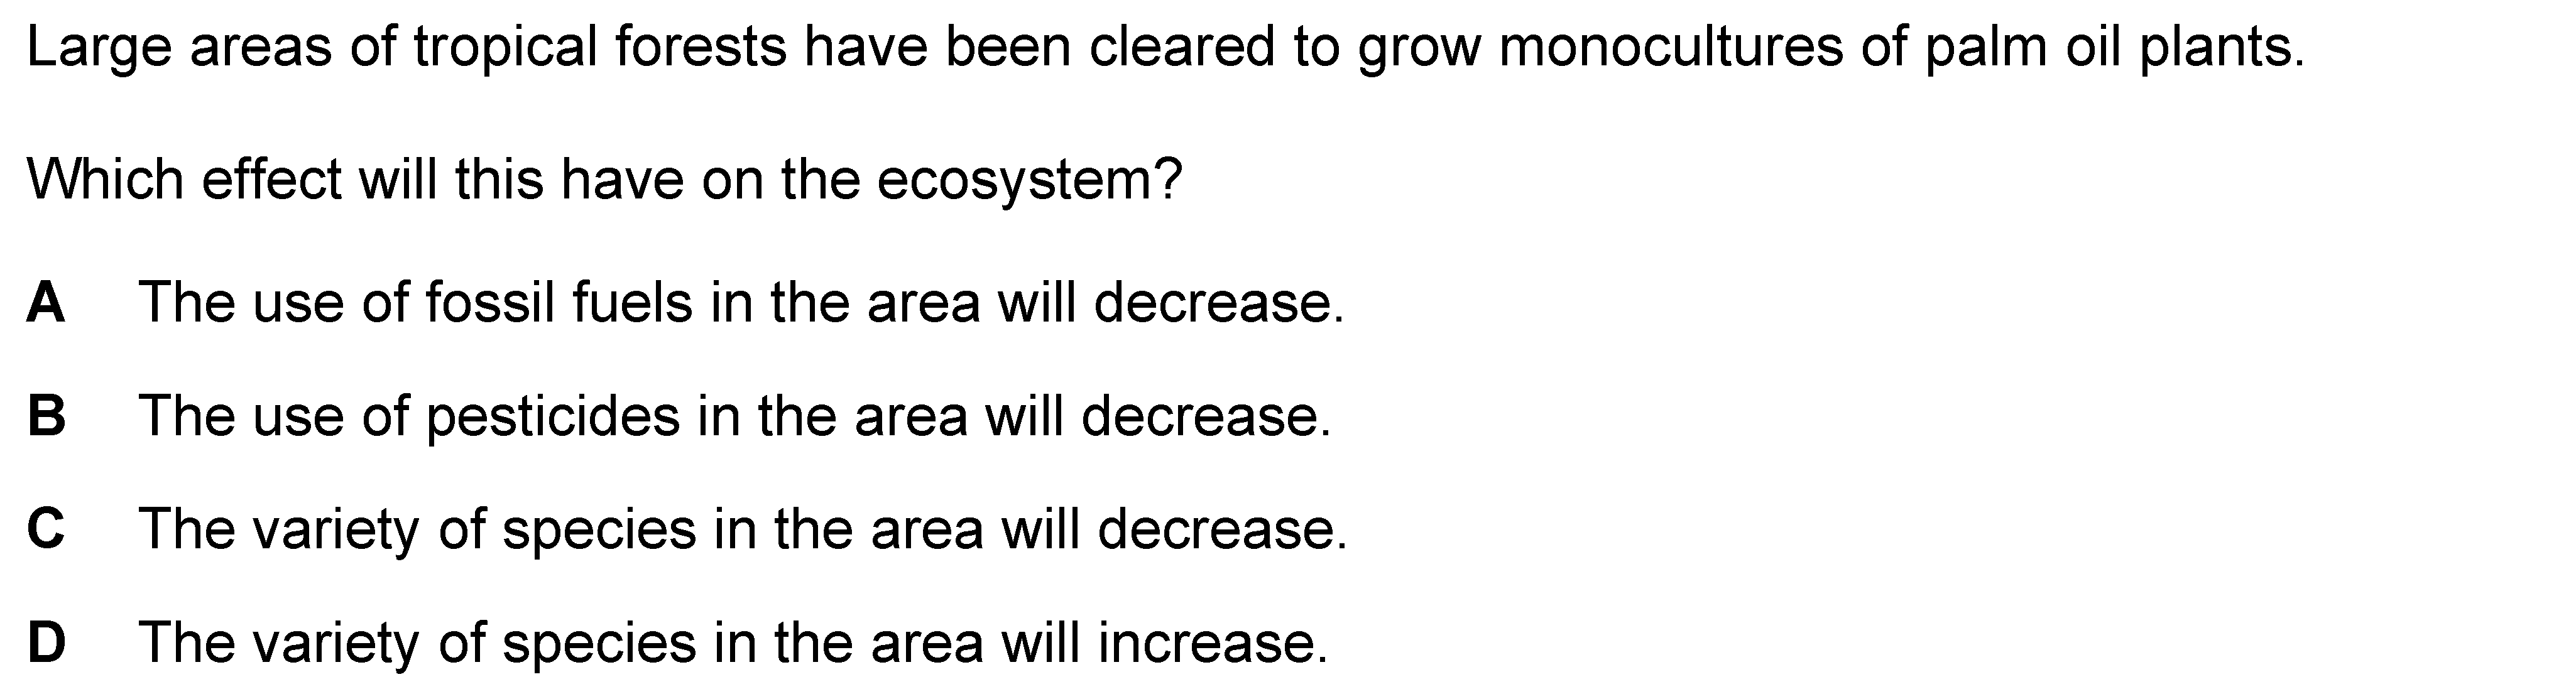 Large areas of tropical forests have been cleared to grow monocultures of palm oil plants.
Which effect will this have on the ecosystem?
A The use of fossil fuels in the area will decrease.
B The use of pesticides in the area will decrease.
C The variety of species in the area will decrease.
D The variety of species in the area will increase.